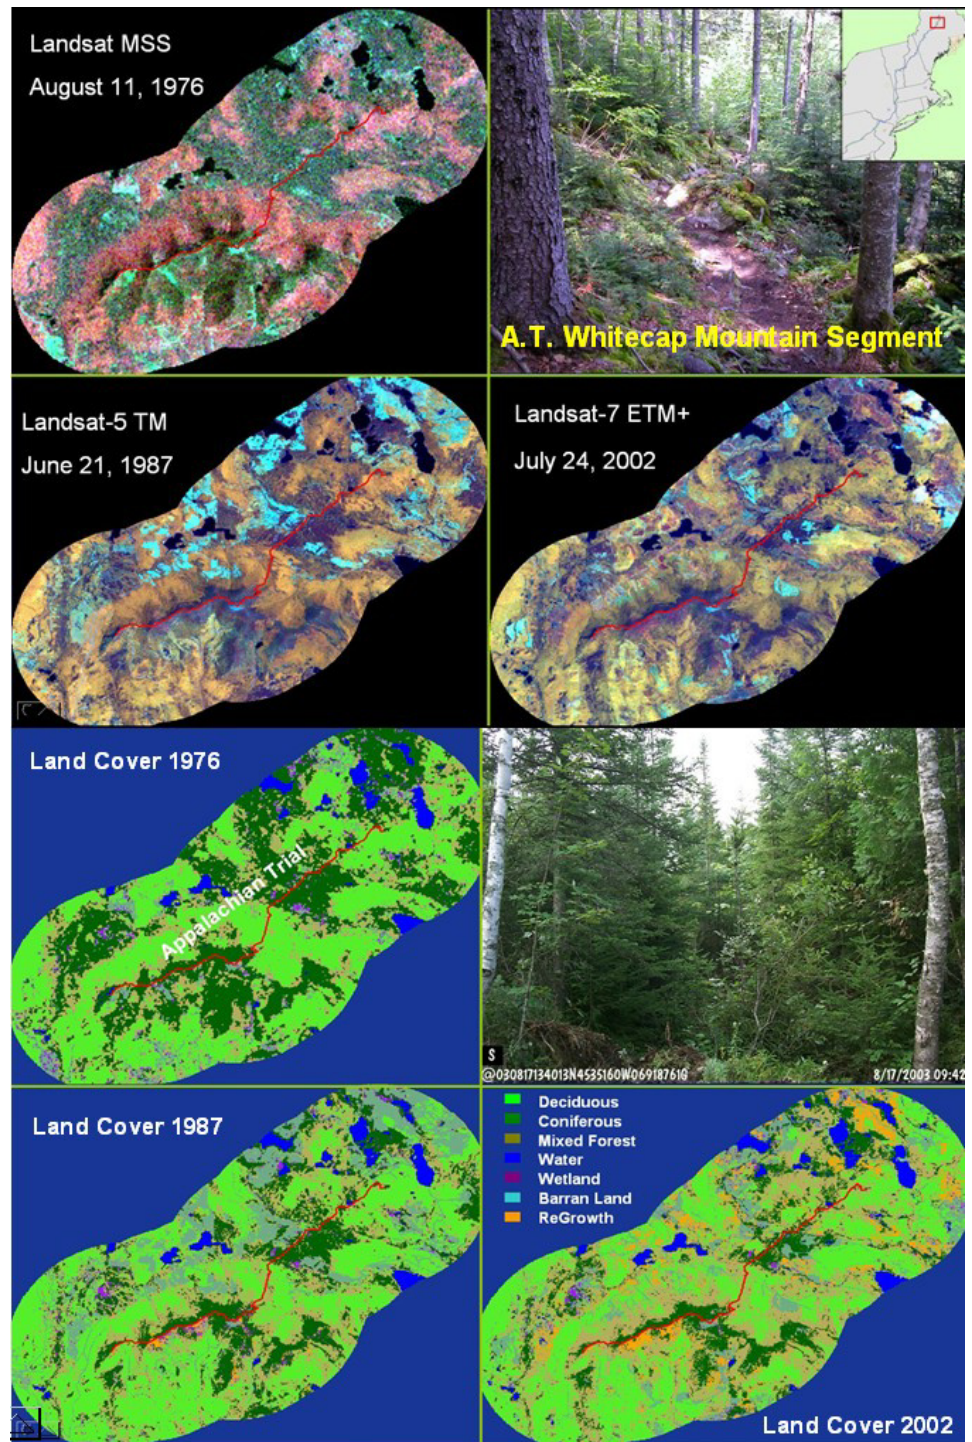 Landsat MSS
August 11, 1976
A.T. Whitecap Mountain Segment
Landsat-5 TM
June 21, 1987
Landsat-7 ETM+
July 24, 2002
Land Cover 1976
Appalachian Trial
S
@030817134013N4535160W06918761G
8/17/2003 09:42
Land Cover 1987
Deciduous
Coniferous
Mixed Forest
Water
Wetland
Barran Land
ReGrowth
Land Cover 2002